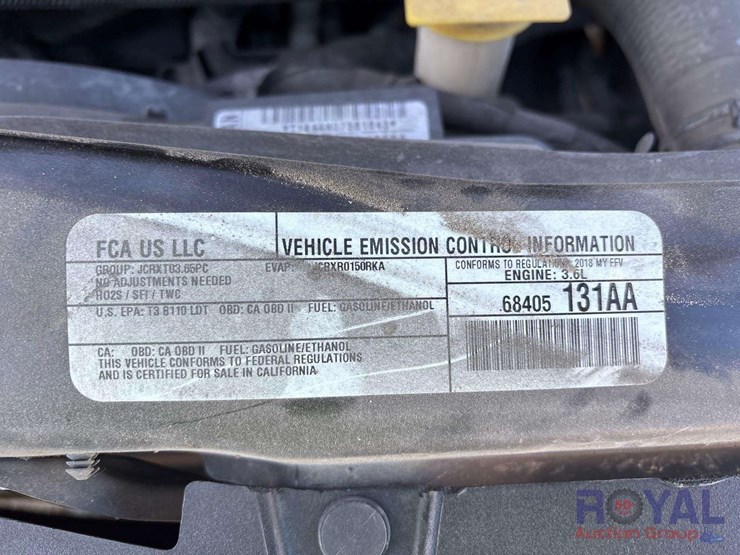 FCA US LLC
VEHICLE EMISSION CONTROL INFORMATION
GROUP: JCRXT03.65PC EVAP: JCRXR0150RKA
NO ADJUSTMENTS NEEDED
HO2S / SFI / TWC
CONFORMS TO REGULATIONS: 2018 MY FFV
ENGINE: 3.6L
U.S. EPA: T3 B110 LDT OBD: CA OBD II FUEL: GASOLINE/ETHANOL
68405 131AA
CA: OBD: CA OBD II FUEL: GASOLINE/ETHANOL
THIS VEHICLE CONFORMS TO FEDERAL REGULATIONS
AND IS CERTIFIED FOR SALE IN CALIFORNIA
ROYAL
Auction Group